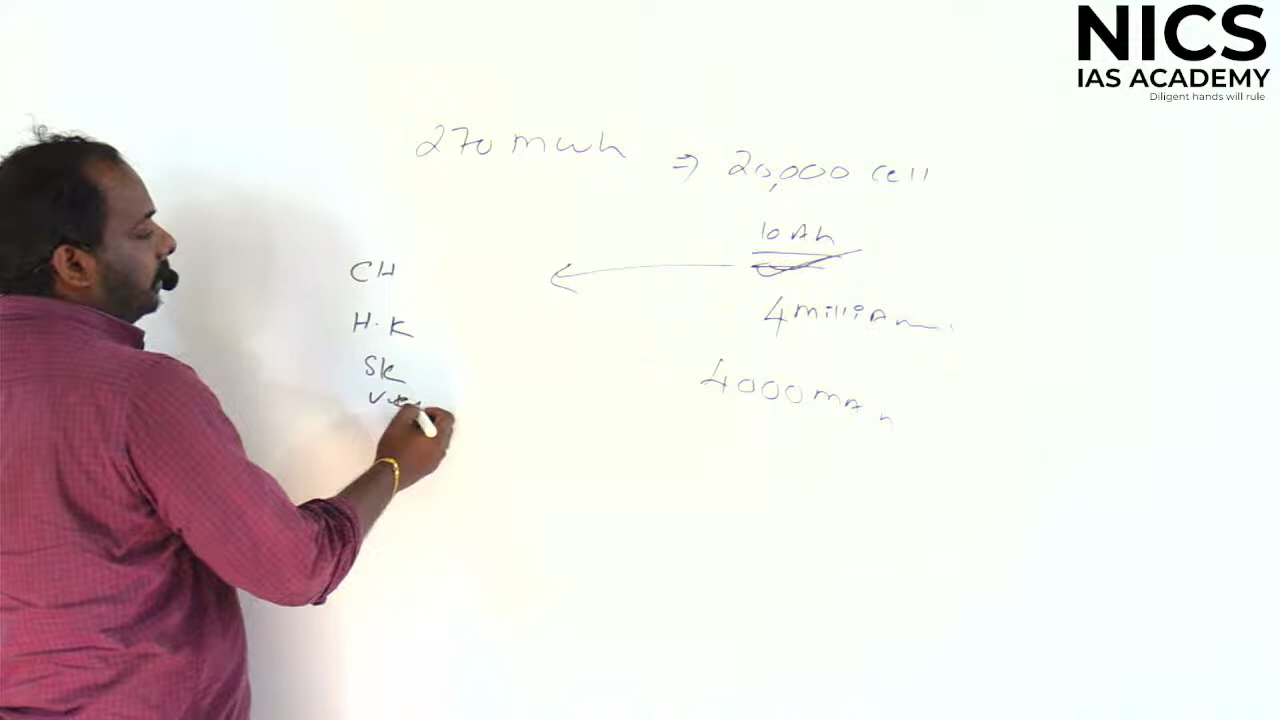 NICS
IAS ACADEMY
Diligent hands will rule
270 mwh ⇒ 20,000 cell
10 Ah
4 milliAm
4000 mAh
CH
H.K
SK